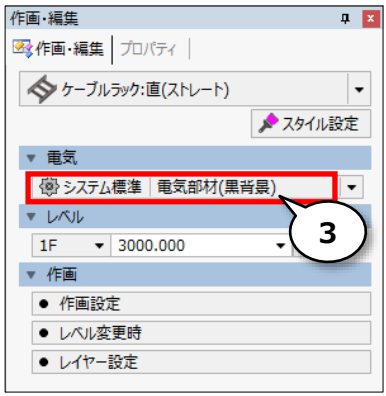 作画・編集
作画・編集 プロパティ
ケーブルラック:直(ストレート)
スタイル設定
電気
システム標準 電気部材(黒背景)
レベル
1F 3000.000
3
作画
作画設定
レベル変更時
レイヤー設定